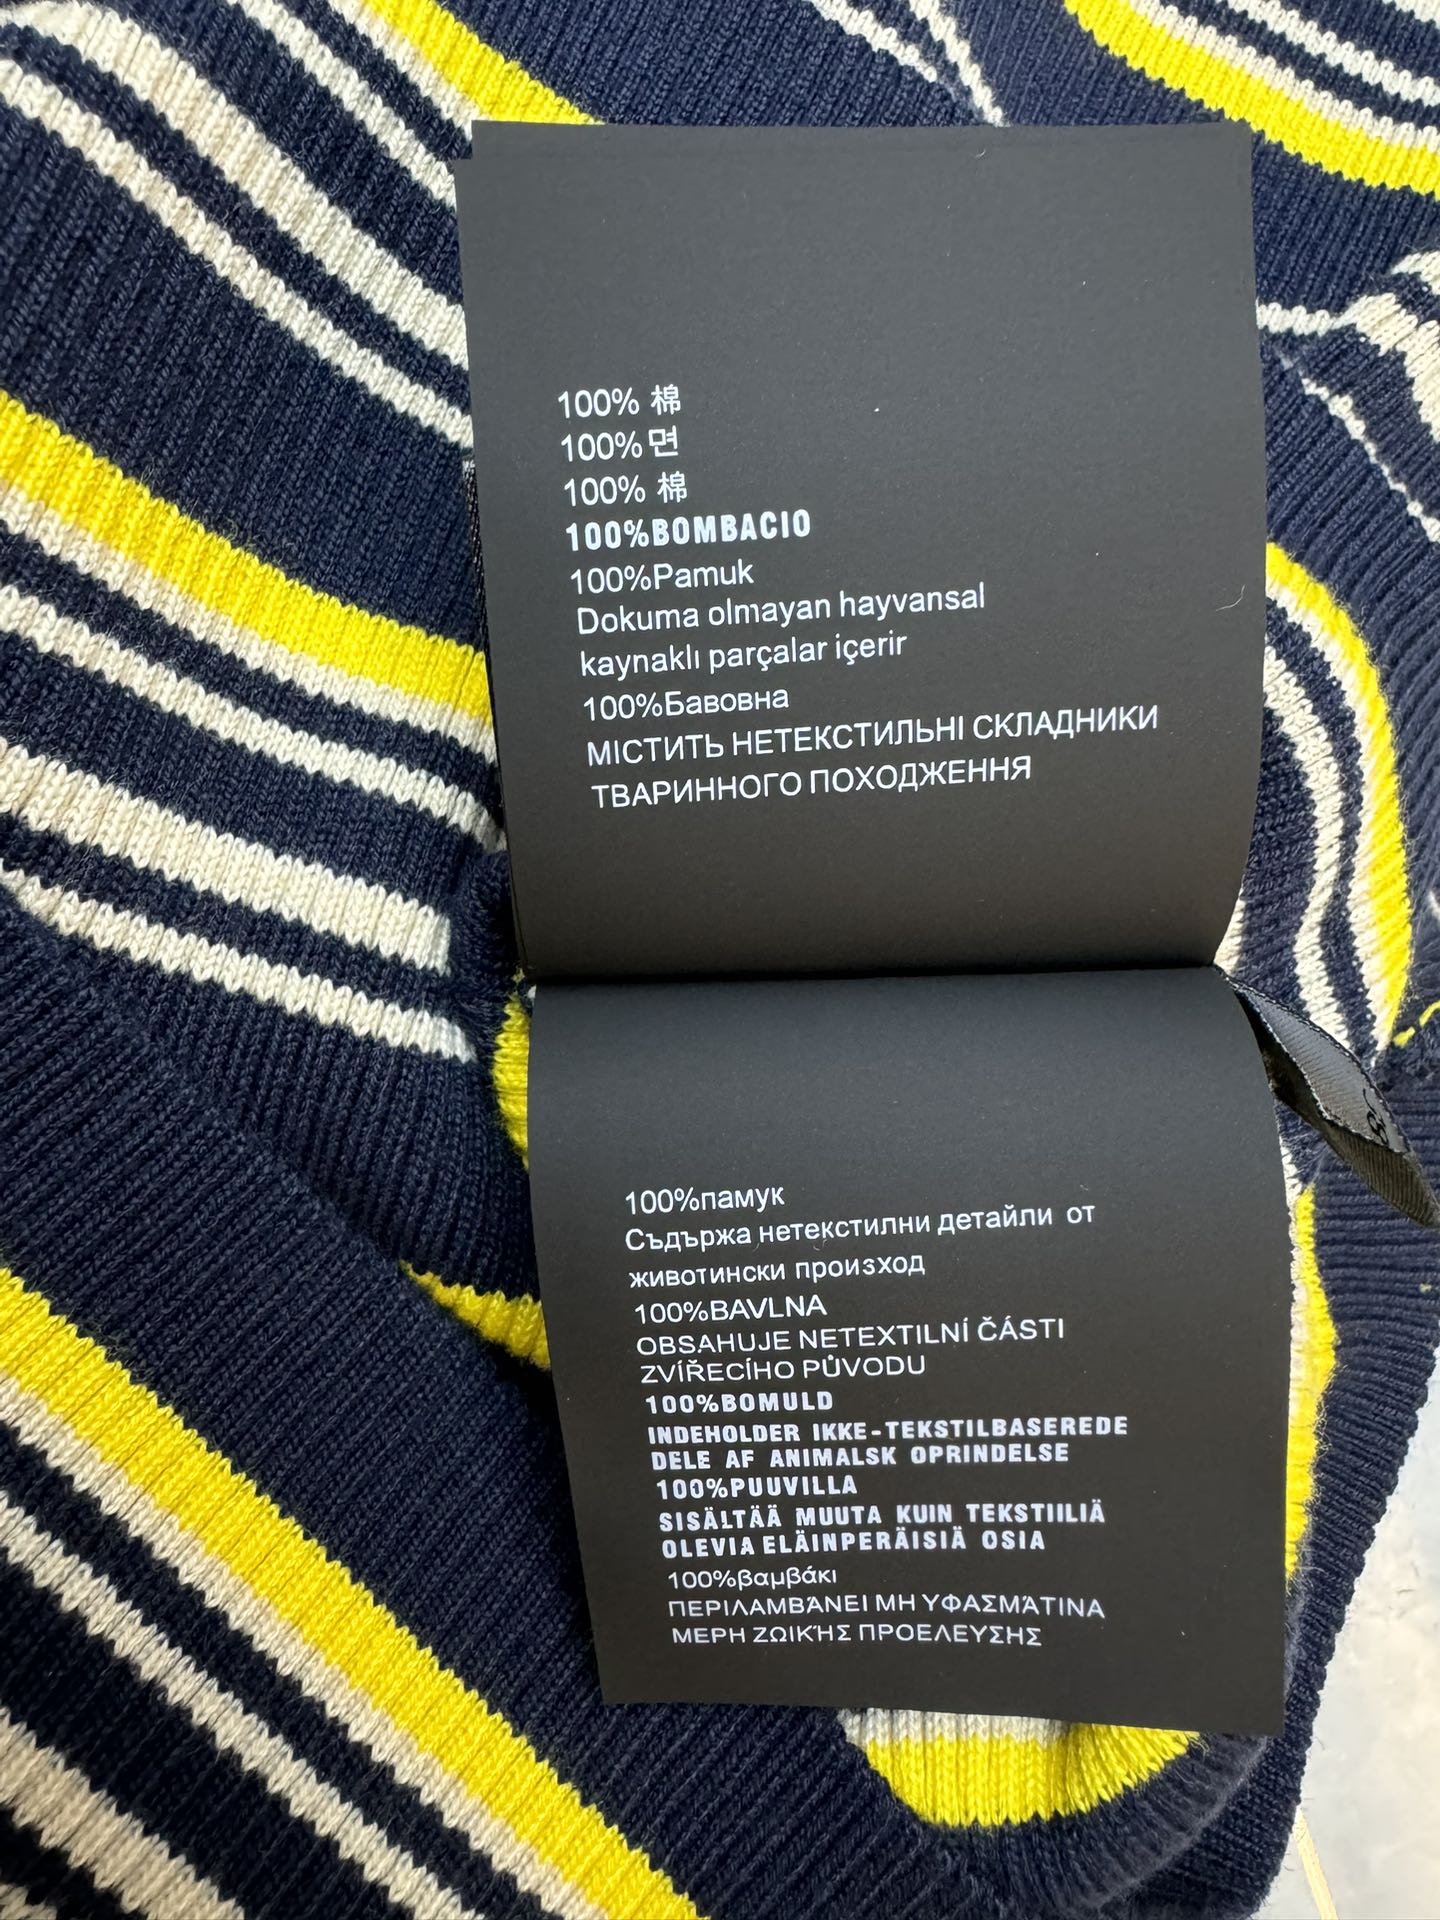 100% 棉
100% 면
100% 棉
100%BOMBACIO
100%Pamuk
Dokuma olmayan hayvansal
kaynaklı parçalar içerir
100%Бавовна
МІСТИТЬ НЕТЕКСТИЛЬНІ СКЛАДНИКИ
ТВАРИННОГО ПОХОДЖЕННЯ
100%памук
Съдържа нетекстилни детайли от
животински произход
100%BAVLNA
OBSAHUJE NETEXTILNÍ ČÁSTI
ZVÍŘECÍHO PŮVODU
100%BOMULD
INDEHOLDER IKKE-TEKSTILBASEREDE
DELE AF ANIMALSK OPRINDELSE
100%PUUVILLA
SISÄLTÄÄ MUUTA KUIN TEKSTIILIÄ
OLEVIA ELÄINPERÄISIÄ OSIA
100%βαμβάκι
ΠΕΡΙΛΑΜΒΆΝΕΙ ΜΗ ΥΦΑΣΜΆΤΙΝΑ
ΜΕΡΗ ΖΩΙΚΉΣ ΠΡΟΕΛΕΥΣΗΣ